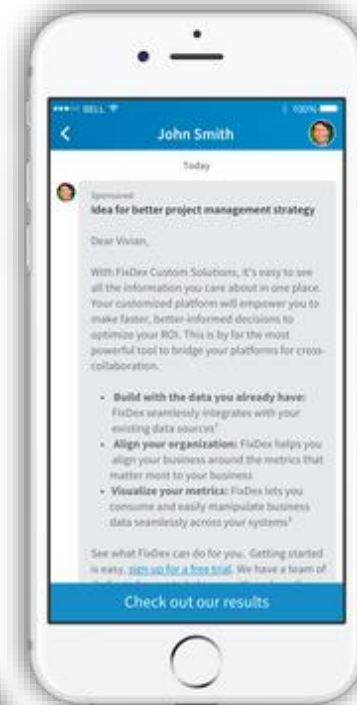 BELL
100%
John Smith
Today
Sponsored
Idea for better project management strategy
Dear Vivian,
With FixDex Custom Solutions, it's easy to see
all the information you care about in one place.
Your customized platform will empower you to
make faster, better-informed decisions to
optimize your ROI. This is by far the most
powerful tool to bridge your platforms for cross-
collaboration.
• Build with the data you already have:
FixDex seamlessly integrates with your
existing data sources¹
• Align your organization: FixDex helps you
align your business around the metrics that
matter most to your business
• Visualize your metrics: FixDex lets you
consume and easily manipulate business
data seamlessly across your systems²
See what FixDex can do for you. Getting started
is easy, sign up for a free trial. We have a team of
Check out our results